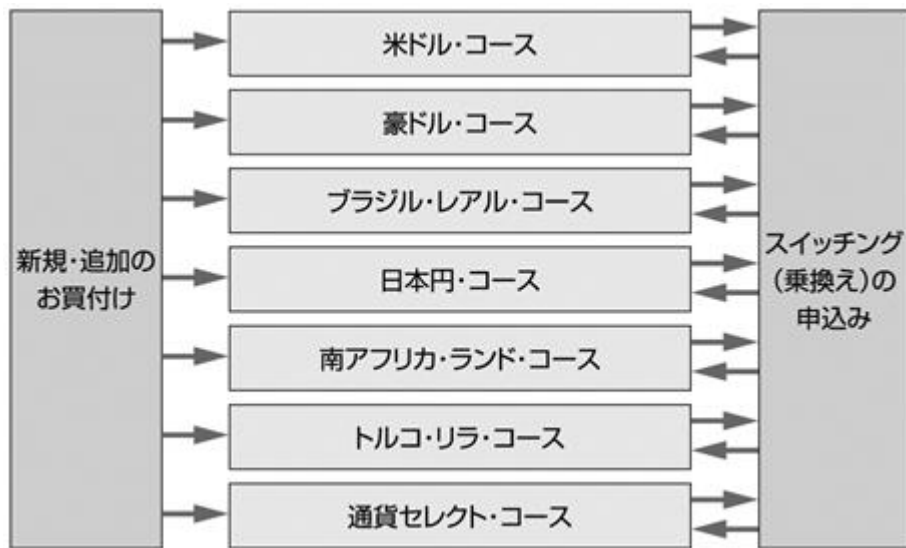 新規・追加の
お買付け
米ドル・コース
豪ドル・コース
ブラジル・レアル・コース
日本円・コース
南アフリカ・ランド・コース
トルコ・リラ・コース
通貨セレクト・コース
スイッチング
(乗換え)の
申込み